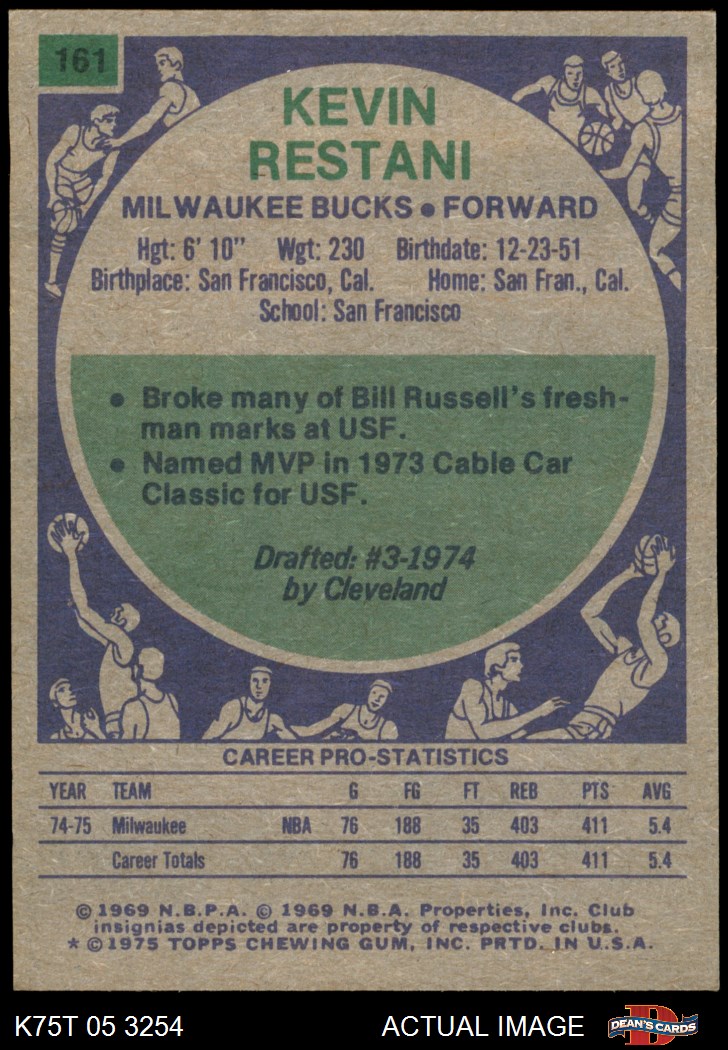 161
KEVIN
RESTANI
MILWAUKEE BUCKS • FORWARD
Hgt: 6' 10" Wgt: 230 Birthdate: 12-23-51
Birthplace: San Francisco, Cal. Home: San Fran., Cal.
School: San Francisco
• Broke many of Bill Russell's fresh-
man marks at USF.
• Named MVP in 1973 Cable Car
Classic for USF.
Drafted: #3-1974
by Cleveland
CAREER PRO-STATISTICS
YEAR TEAM G FG FT REB PTS AVG
74-75 Milwaukee NBA 76 188 35 403 411 5.4
Career Totals 76 188 35 403 411 5.4
© 1969 N.B.P.A. © 1969 N.B.A. Properties, Inc. Club
insignias depicted are property of respective clubs.
* © 1975 TOPPS CHEWING GUM, INC. PRTD. IN U.S.A.
K75T 05 3254 ACTUAL IMAGE DEAN'S CARDS